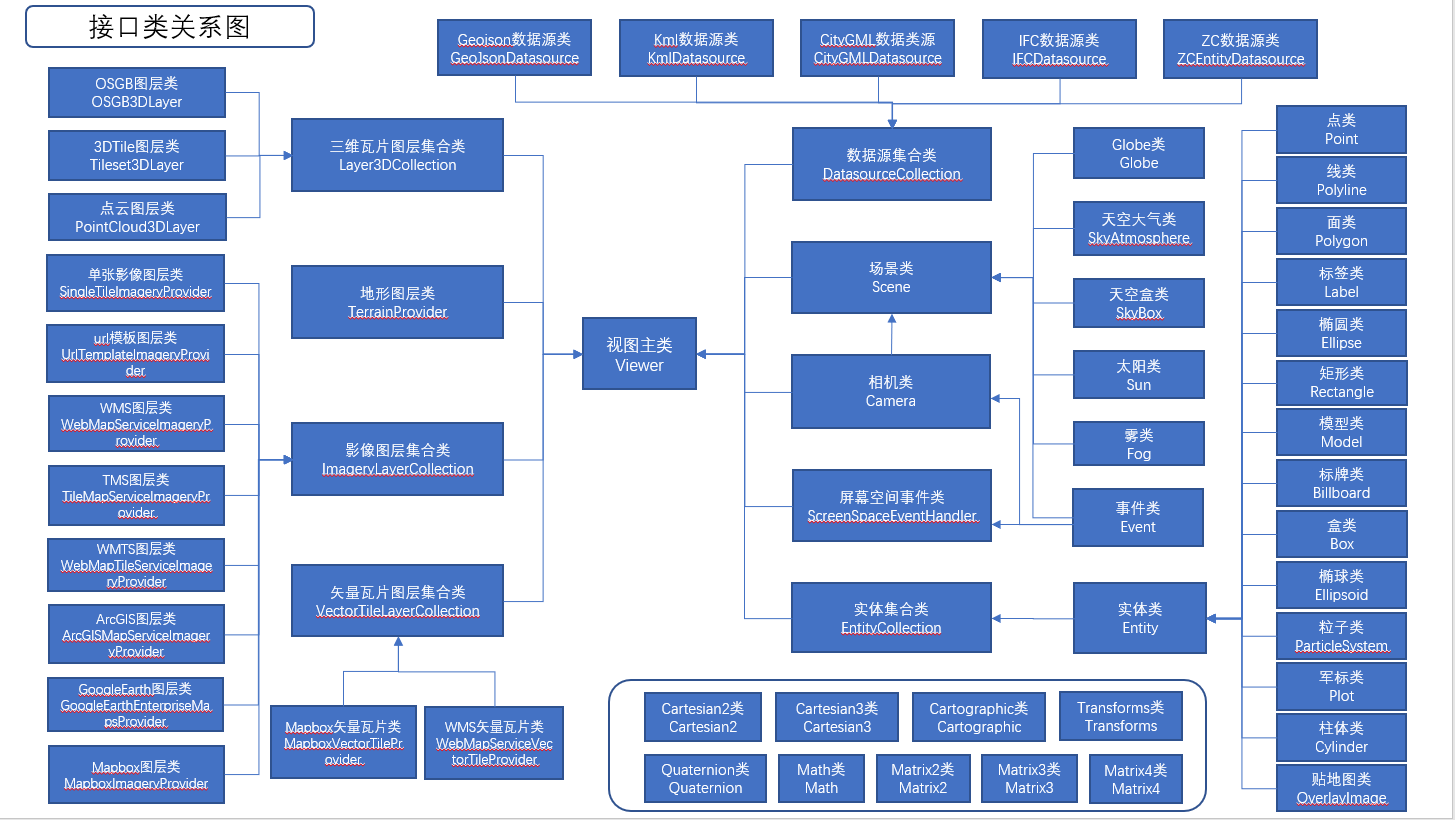 接口类关系图
Geojson数据源类
GeoJsonDatasource
Kml数据源类
KmlDatasource
CityGML数据类源
CityGMLDatasource
IFC数据源类
IFCDatasource
ZC数据源类
ZCEntityDatasource
OSGB图层类
OSGB3DLayer
3DTile图层类
Tileset3DLayer
点云图层类
PointCloud3DLayer
单张影像图层类
SingleTileImageryProvider
url模板图层类
UrlTemplateImageryProvi
der
WMS图层类
WebMapServiceImageryP
rovider
TMS图层类
TileMapServiceImageryPr
ovider
WMTS图层类
WebMapTileServiceImage
ryProvider
ArcGIS图层类
ArcGISMapServiceImager
yProvider
GoogleEarth图层类
GoogleEarthEnterpriseMa
psProvider
Mapbox图层类
MapboxImageryProvider
三维瓦片图层集合类
Layer3DCollection
地形图层类
TerrainProvider
影像图层集合类
ImageryLayerCollection
矢量瓦片图层集合类
VectorTileLayerCollection
Mapbox矢量瓦片类
MapboxVectorTilePr
ovider
WMS矢量瓦片类
WebMapServiceVec
torTileProvider
视图主类
Viewer
数据源集合类
DatasourceCollection
场景类
Scene
相机类
Camera
屏幕空间事件类
ScreenSpaceEventHandler
实体集合类
EntityCollection
Globe类
Globe
天空大气类
SkyAtmosphere
天空盒类
SkyBox
太阳类
Sun
雾类
Fog
事件类
Event
实体类
Entity
点类
Point
线类
Polyline
面类
Polygon
标签类
Label
椭圆类
Ellipse
矩形类
Rectangle
模型类
Model
标牌类
Billboard
盒类
Box
椭球类
Ellipsoid
粒子类
ParticleSystem
军标类
Plot
柱体类
Cylinder
贴地图类
OverlayImage
Cartesian2类
Cartesian2
Cartesian3类
Cartesian3
Cartographic类
Cartographic
Transforms类
Transforms
Quaternion类
Quaternion
Math类
Math
Matrix2类
Matrix2
Matrix3类
Matrix3
Matrix4类
Matrix4